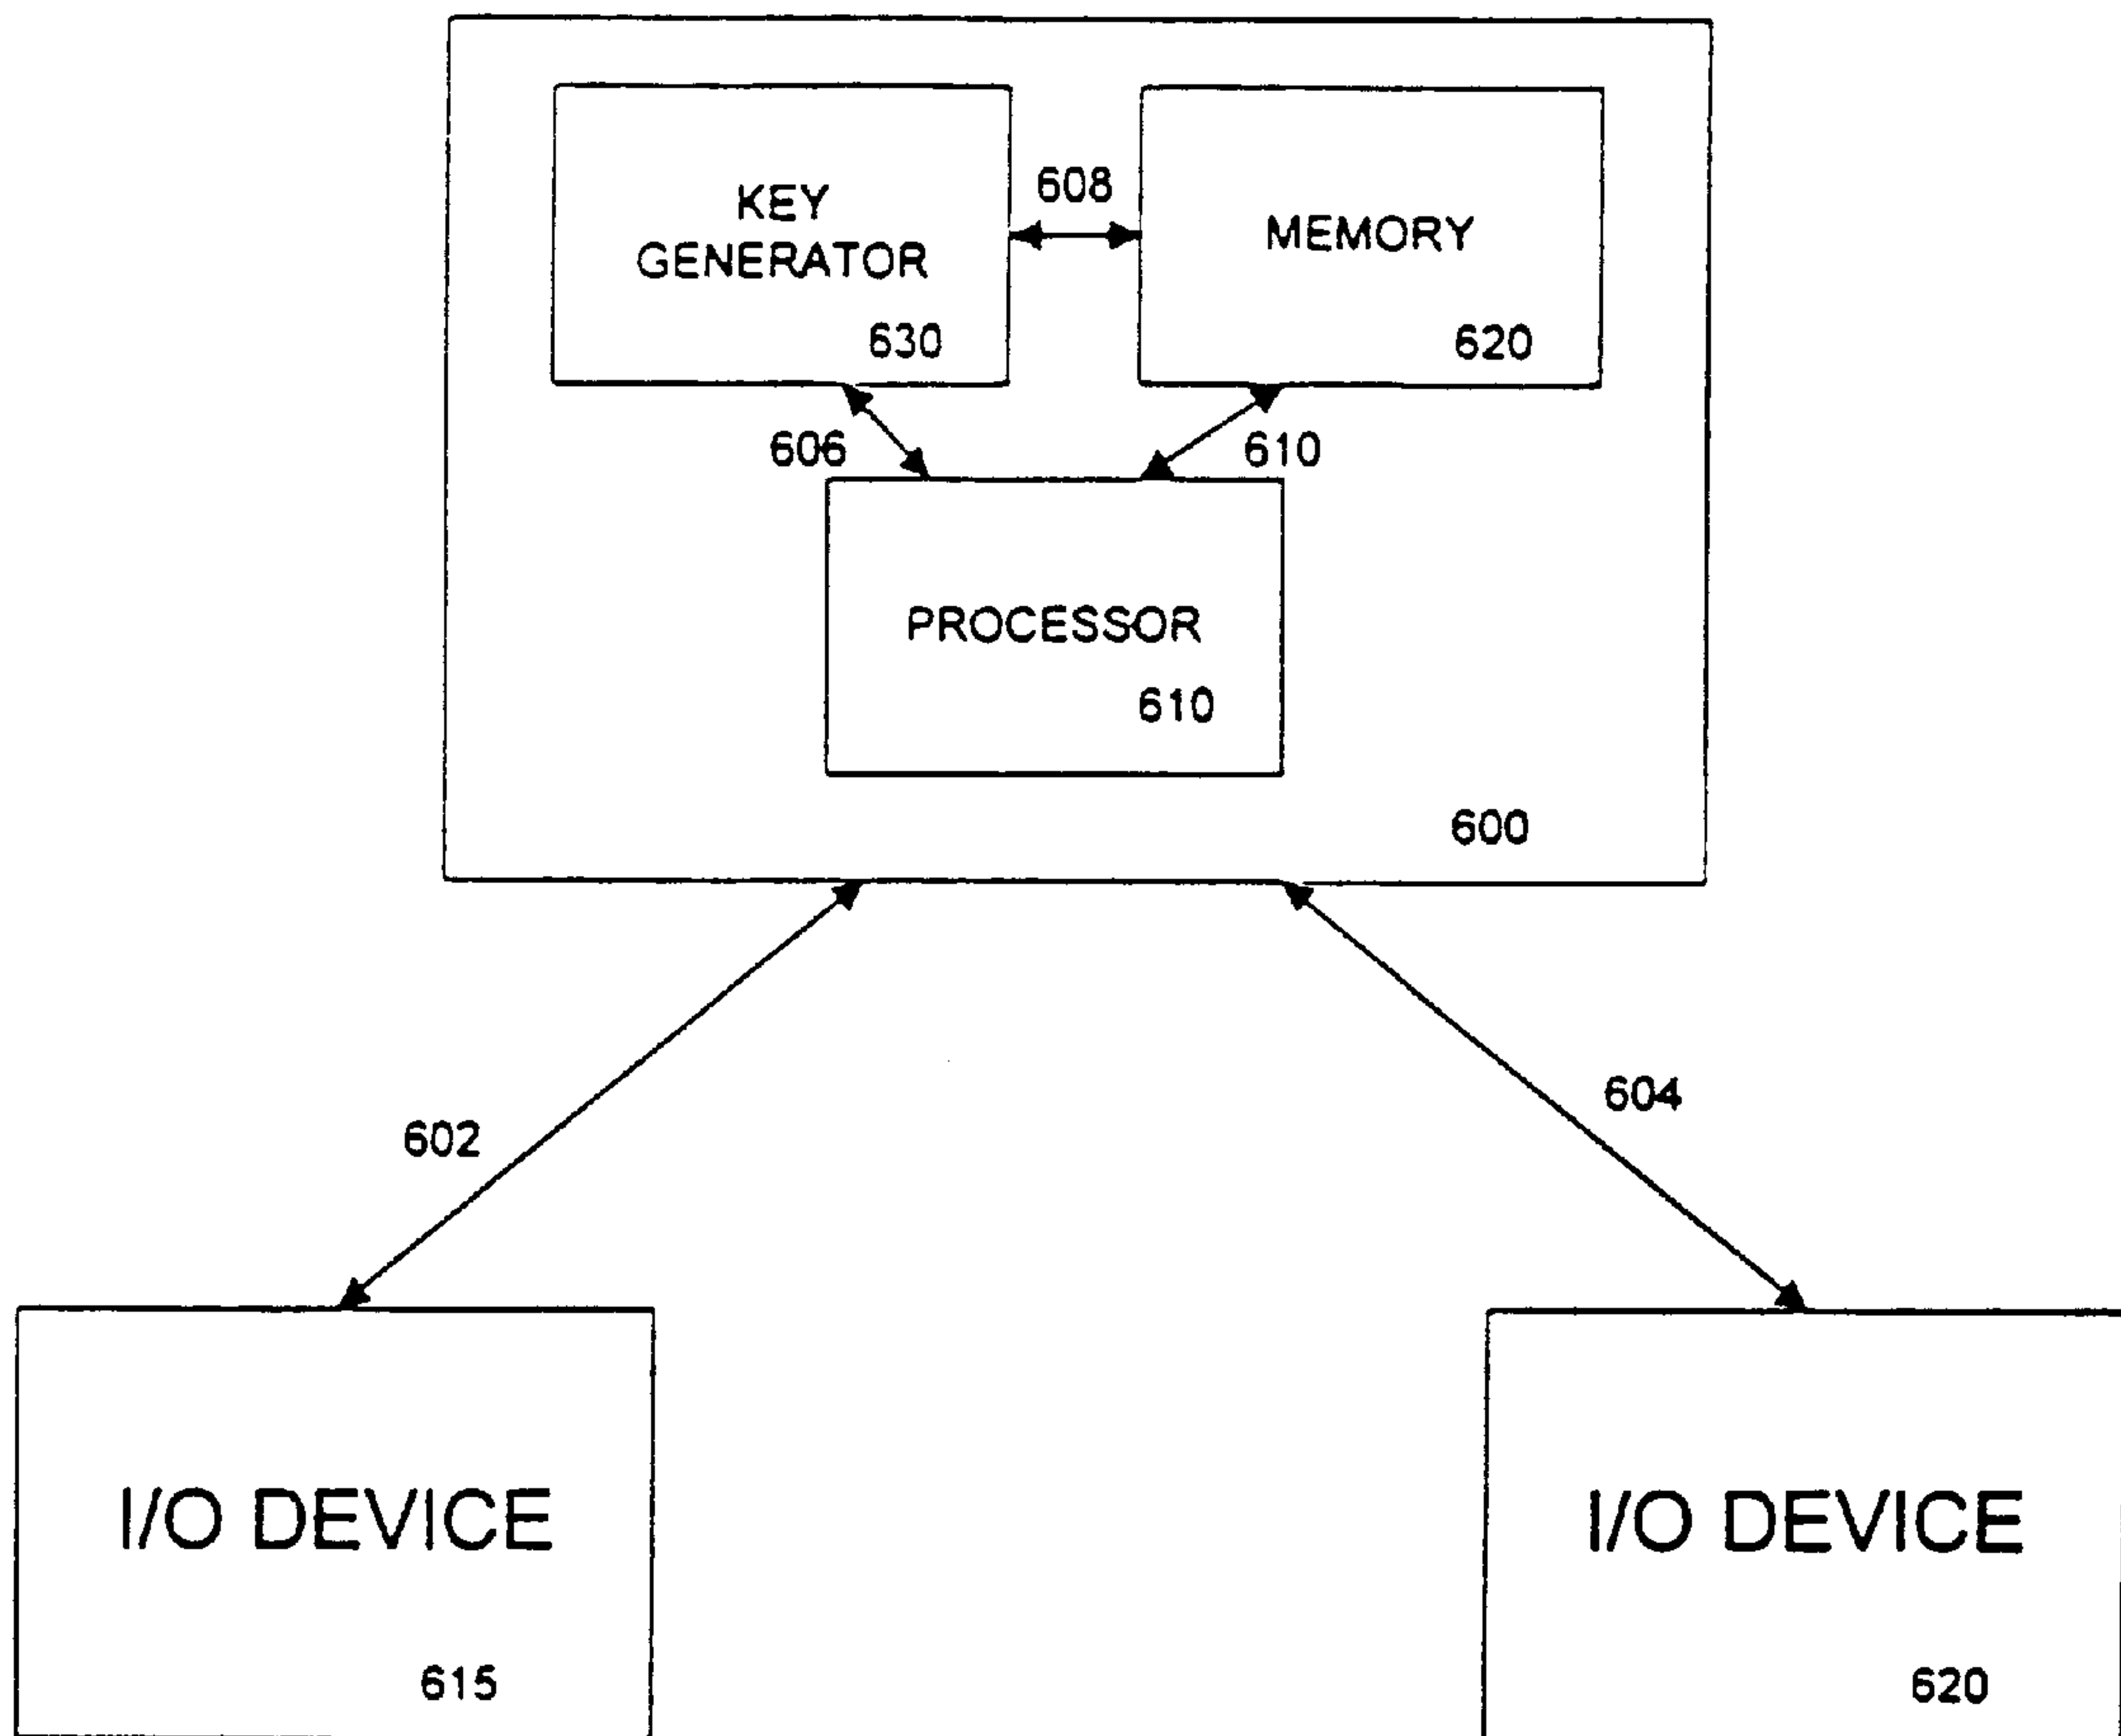 KEY
GENERATOR
630
608
MEMORY
620
606
610
PROCESSOR
610
600
602
604
I/O DEVICE
615
I/O DEVICE
620